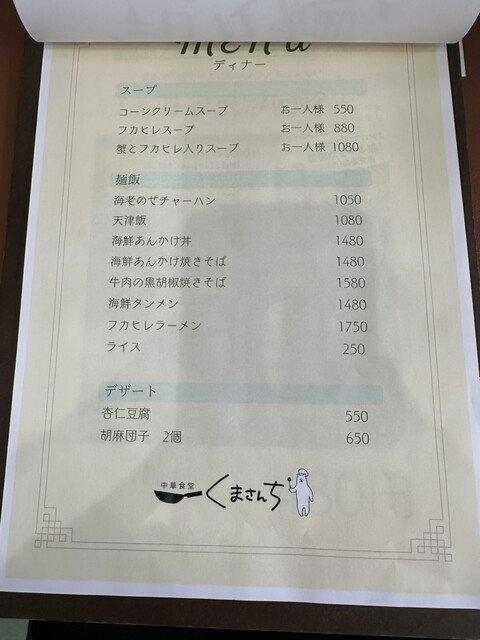 menu
ディナー
スープ
コーンクリームスープ お一人様 550
フカヒレスープ お一人様 880
蟹とフカヒレ入りスープ お一人様 1080
麺飯
海老のせチャーハン 1050
天津飯 1080
海鮮あんかけ丼 1480
海鮮あんかけ焼きそば 1480
牛肉の黒胡椒焼きそば 1580
海鮮タンメン 1480
フカヒレラーメン 1750
ライス 250
デザート
杏仁豆腐 550
胡麻団子 2個 650
中華食堂
くまさんち